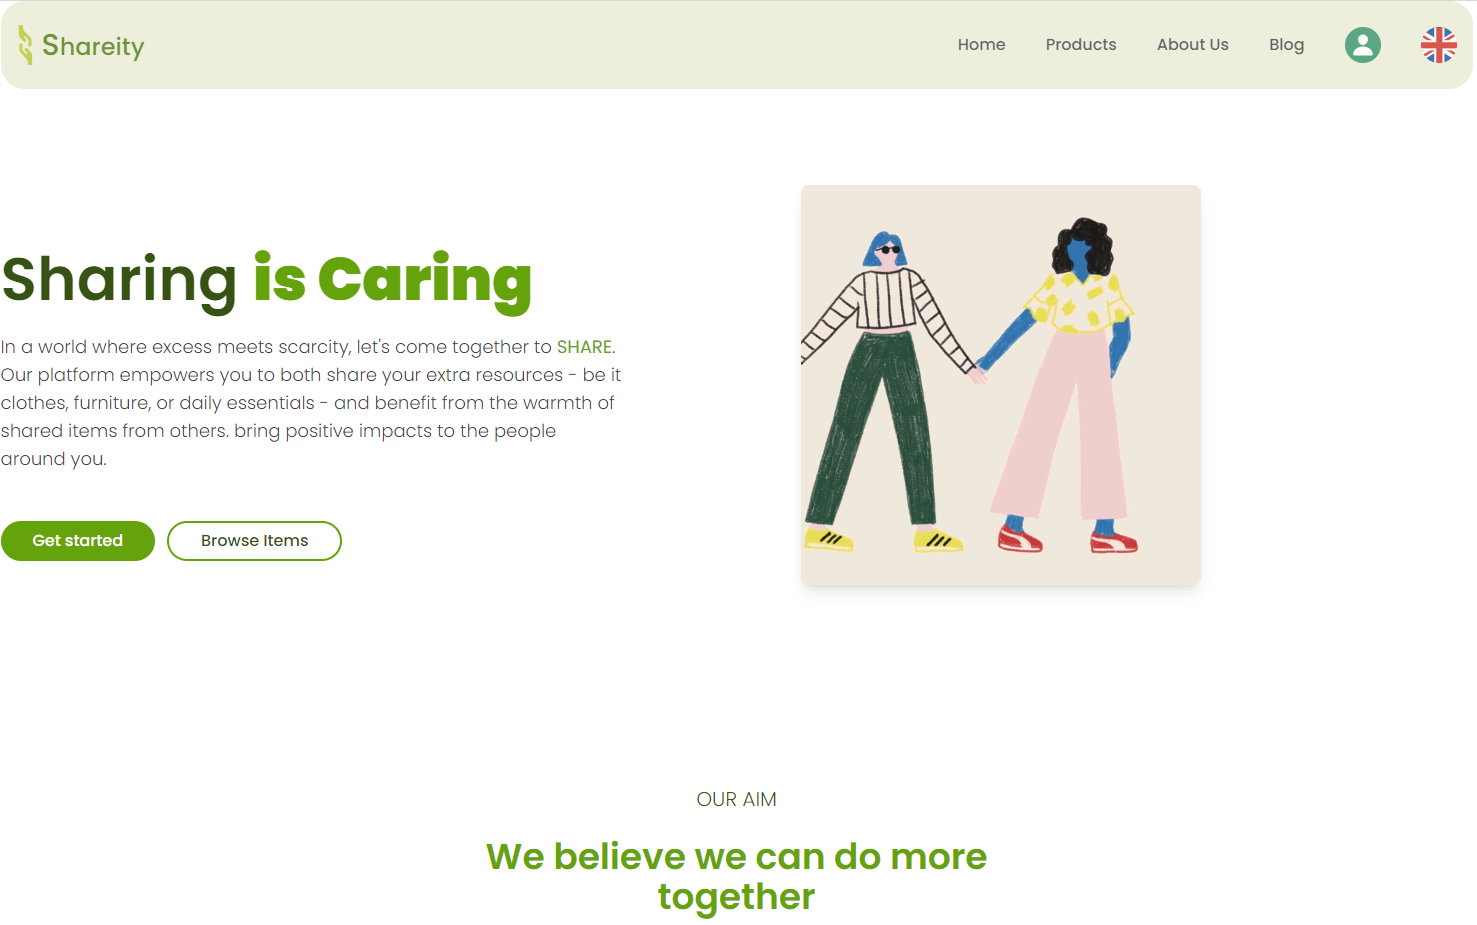 Shareity
Home Products About Us Blog
Sharing is Caring
In a world where excess meets scarcity, let's come together to SHARE.
Our platform empowers you to both share your extra resources - be it
clothes, furniture, or daily essentials - and benefit from the warmth of
shared items from others. bring positive impacts to the people
around you.
Get started Browse Items
OUR AIM
We believe we can do more
together